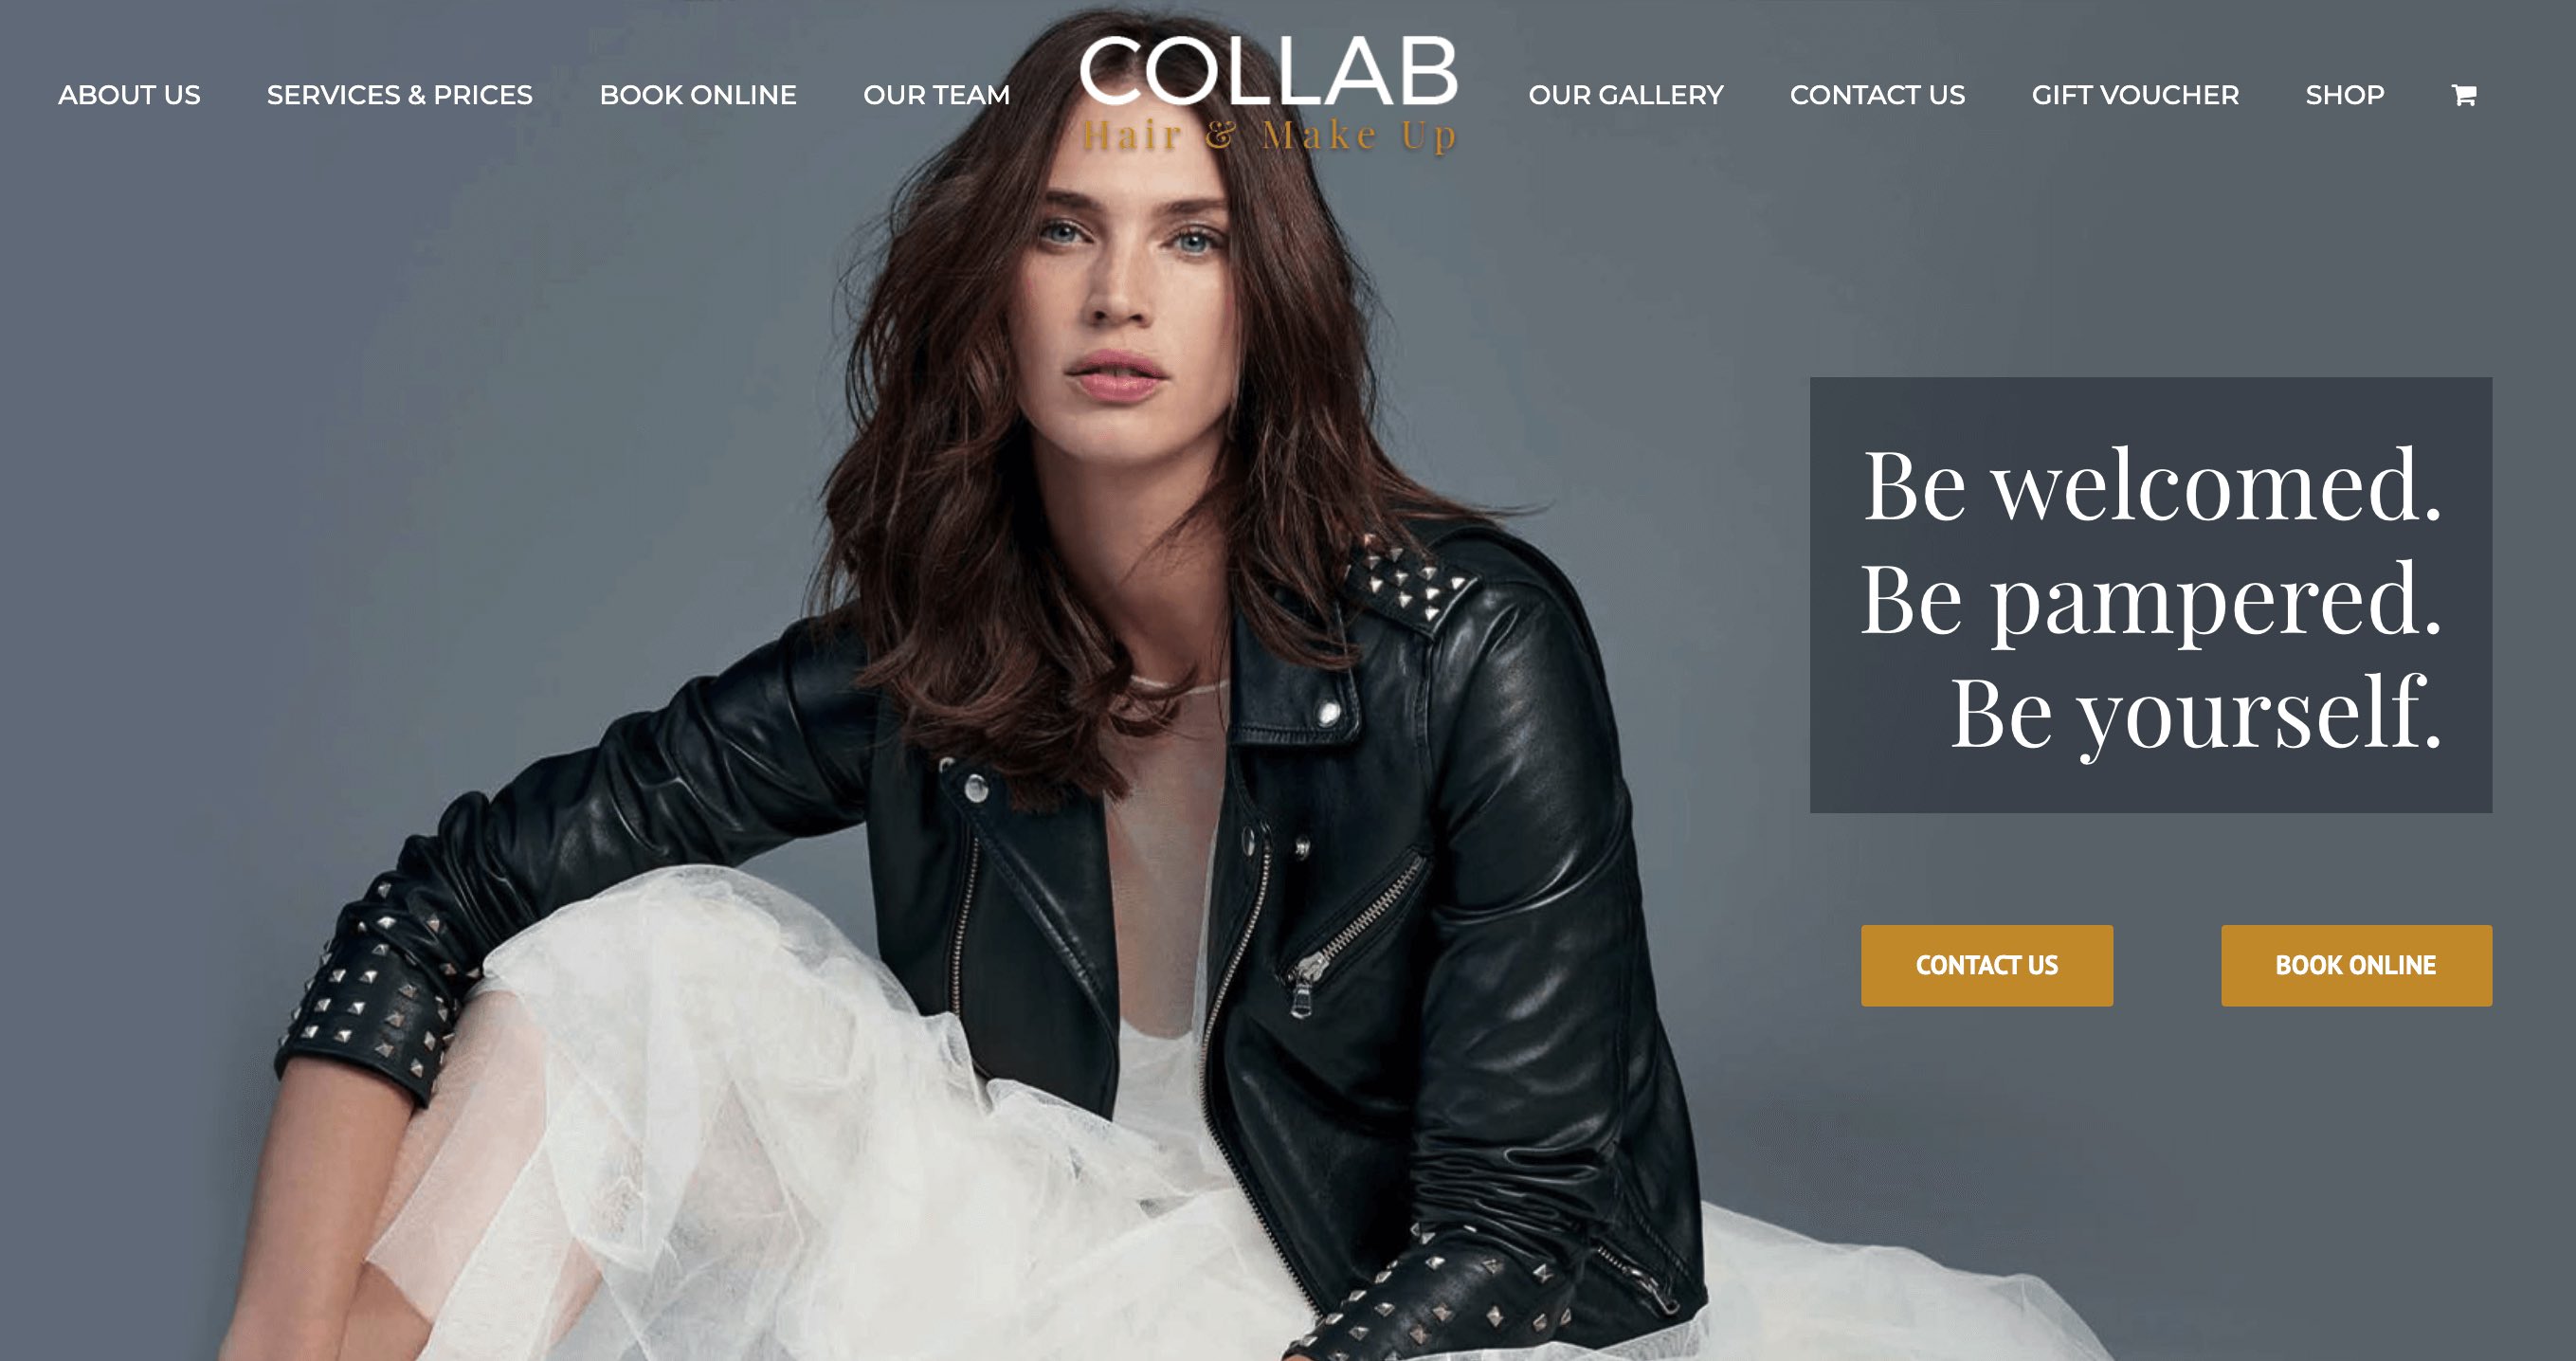 ABOUT US
SERVICES & PRICES
BOOK ONLINE
OUR TEAM
COLLAB
Hair & Make Up
OUR GALLERY
CONTACT US
GIFT VOUCHER
SHOP
Be welcomed.
Be pampered.
Be yourself.
CONTACT US
BOOK ONLINE